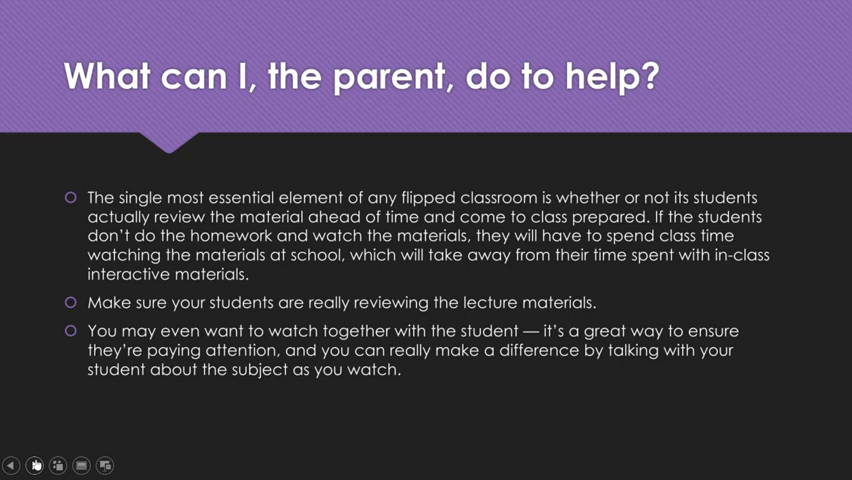 What can I, the parent, do to help?
The single most essential element of any flipped classroom is whether or not its students
actually review the material ahead of time and come to class prepared. If the students
don't do the homework and watch the materials, they will have to spend class time
watching the materials at school, which will take away from their time spent with in-class
interactive materials.
Make sure your students are really reviewing the lecture materials.
You may even want to watch together with the student — it's a great way to ensure
they're paying attention, and you can really make a difference by talking with your
student about the subject as you watch.